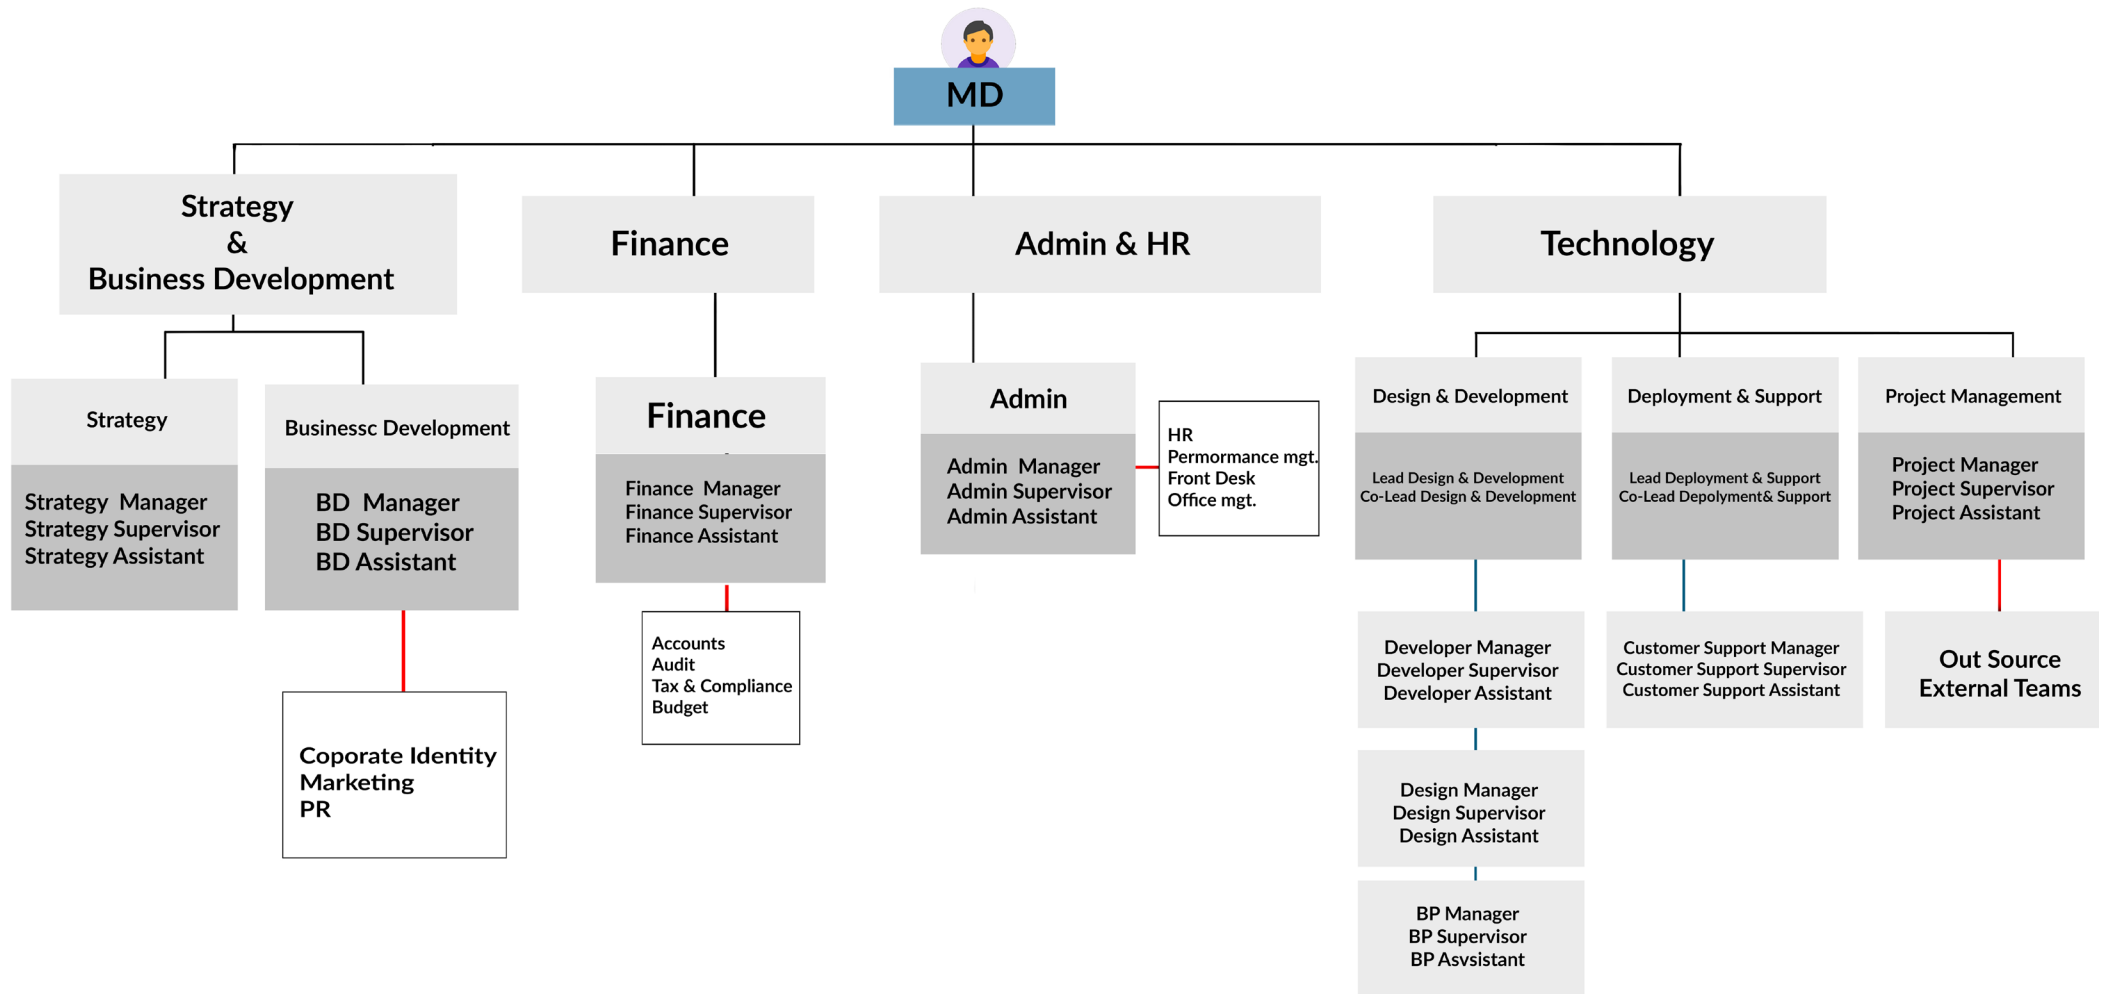 MD
Strategy
&
Business Development
Finance
Admin & HR
Technology
Strategy
Strategy Manager
Strategy Supervisor
Strategy Assistant
Businessc Development
BD Manager
BD Supervisor
BD Assistant
Coporate Identity
Marketing
PR
Finance
Finance Manager
Finance Supervisor
Finance Assistant
Accounts
Audit
Tax & Compliance
Budget
Admin
Admin Manager
Admin Supervisor
Admin Assistant
HR
Permormance mgt.
Front Desk
Office mgt.
Design & Development
Lead Design & Development
Co-Lead Design & Development
Developer Manager
Developer Supervisor
Developer Assistant
Design Manager
Design Supervisor
Design Assistant
BP Manager
BP Supervisor
BP Asvsistant
Deployment & Support
Lead Deployment & Support
Co-Lead Depolyment& Support
Customer Support Manager
Customer Support Supervisor
Customer Support Assistant
Project Management
Project Manager
Project Supervisor
Project Assistant
Out Source
External Teams